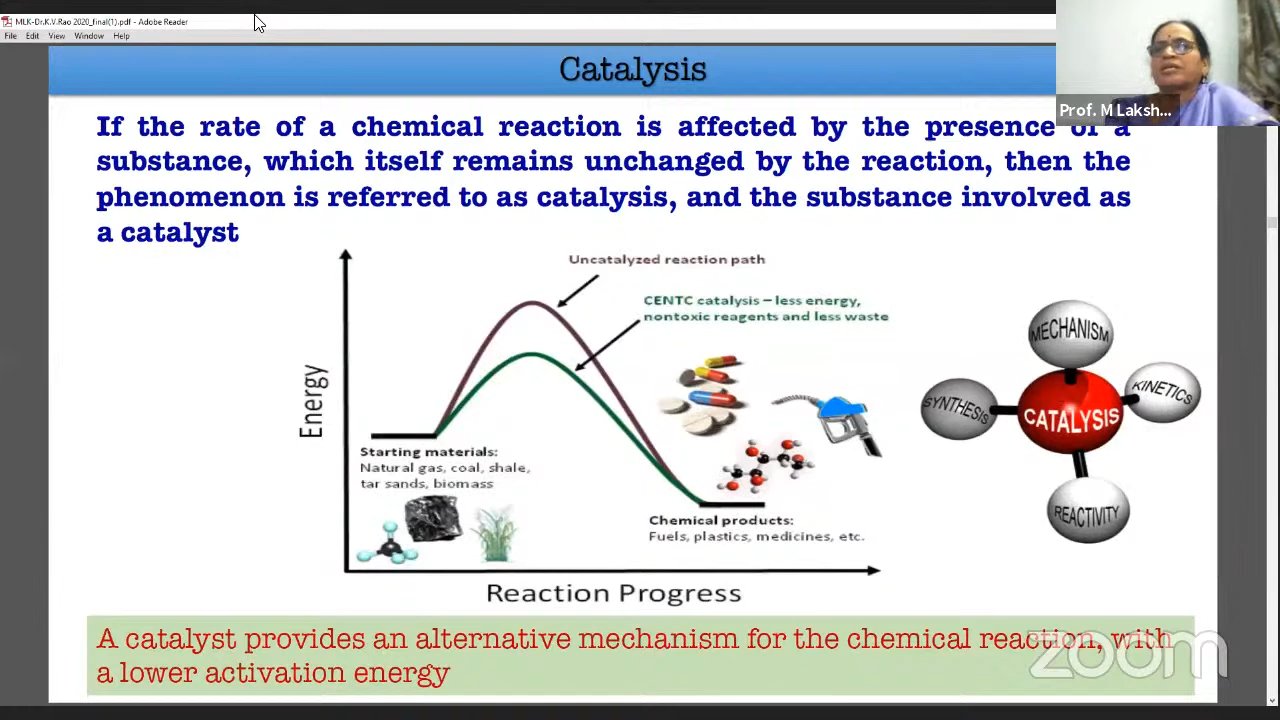 MLK-Dr.K.V.Rao 2020_final(1).pdf - Adobe Reader
File Edit View Window Help
Catalysis
Prof. M Laksh...
If the rate of a chemical reaction is affected by the presence of a
substance, which itself remains unchanged by the reaction, then the
phenomenon is referred to as catalysis, and the substance involved as
a catalyst
Uncatalyzed reaction path
CENTC catalysis – less energy,
nontoxic reagents and less waste
Energy
Starting materials:
Natural gas, coal, shale,
tar sands, biomass
Chemical products:
Fuels, plastics, medicines, etc.
Reaction Progress
MECHANISM
SYNTHESIS
KINETICS
CATALYSIS
REACTIVITY
A catalyst provides an alternative mechanism for the chemical reaction, with
a lower activation energy
zoom